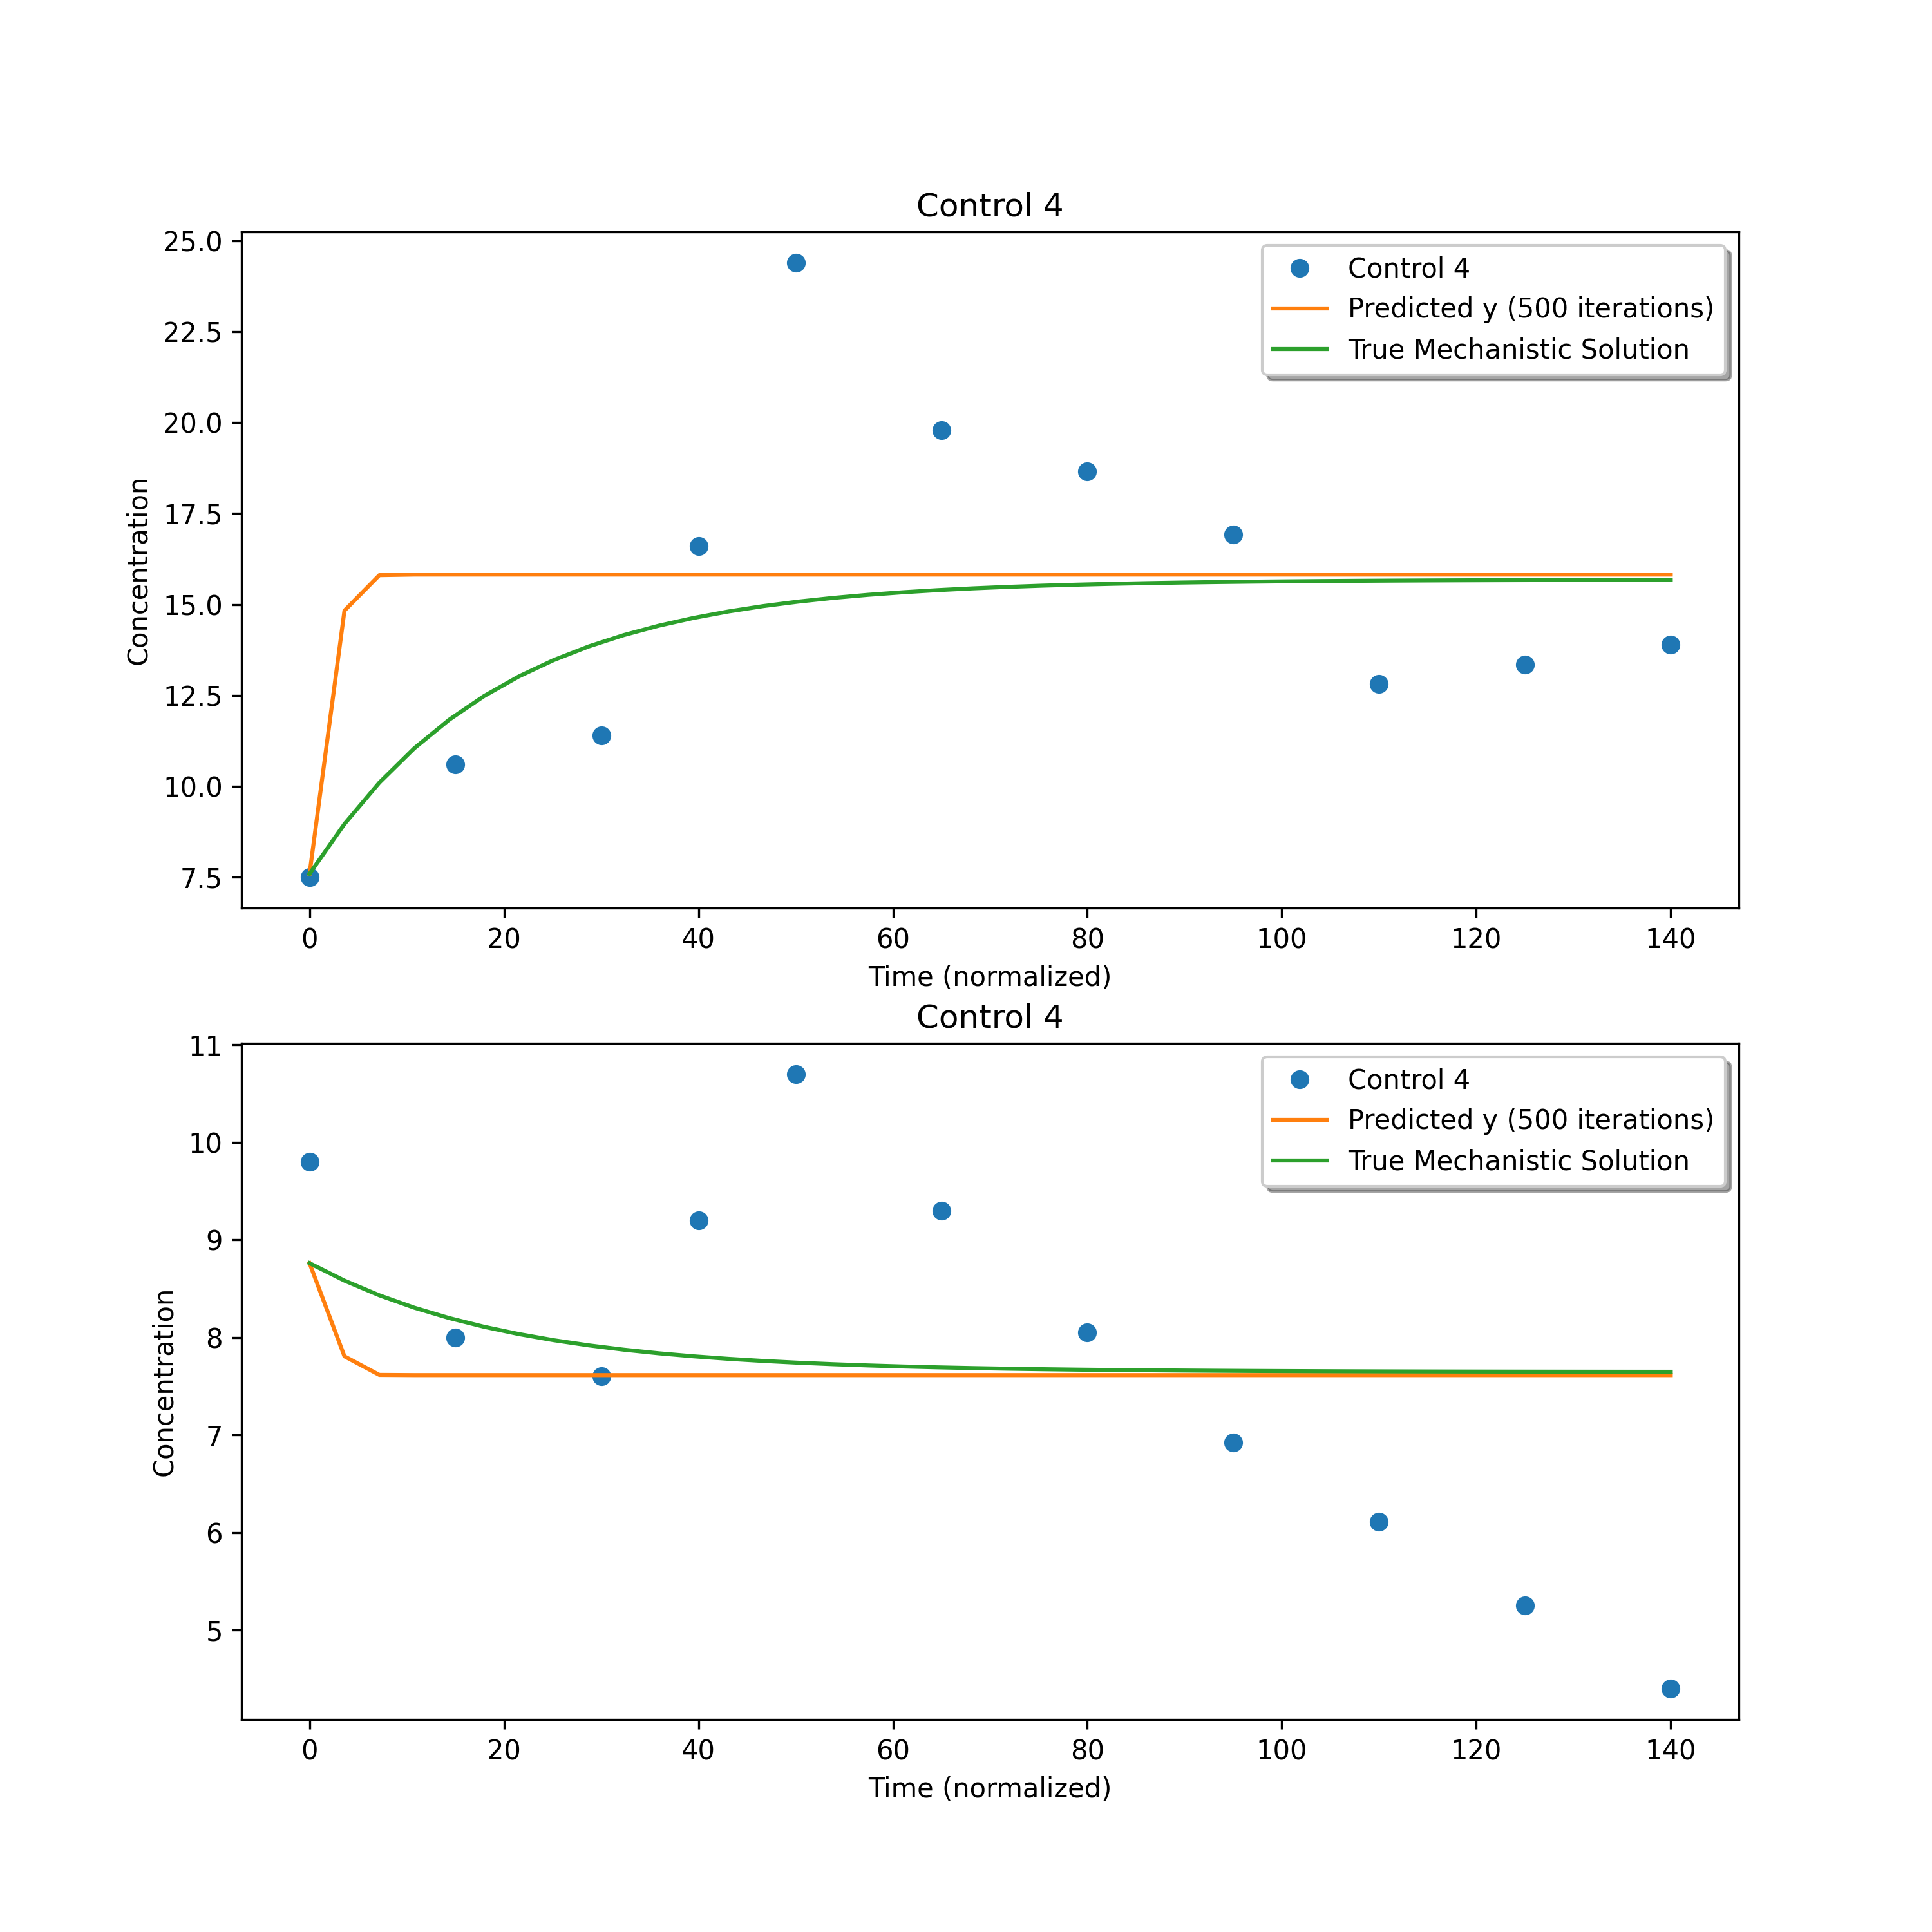 Control 4
25.0
22.5
20.0
17.5
15.0
12.5
10.0
7.5
Concentration
Control 4
Predicted y (500 iterations)
True Mechanistic Solution
0 20 40 60 80 100 120 140
Time (normalized)
Control 4
11
10
9
8
7
6
5
Concentration
Control 4
Predicted y (500 iterations)
True Mechanistic Solution
0 20 40 60 80 100 120 140
Time (normalized)